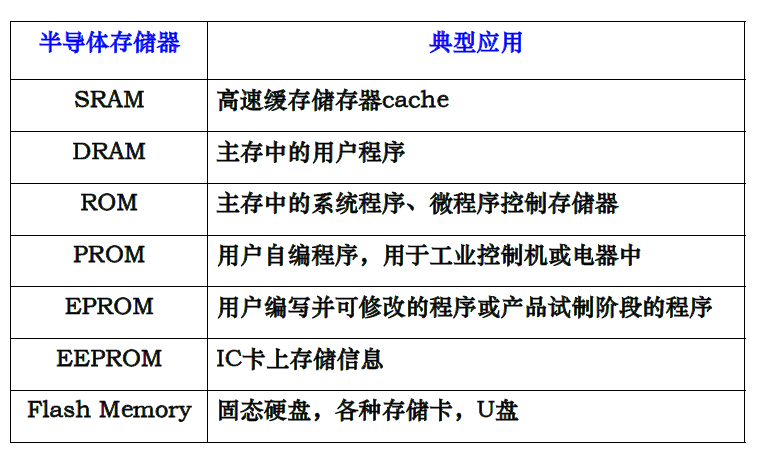 半导体存储器 典型应用
SRAM 高速缓存储存器cache
DRAM 主存中的用户程序
ROM 主存中的系统程序、微程序控制存储器
PROM 用户自编程序，用于工业控制机或电器中
EPROM 用户编写并可修改的程序或产品试制阶段的程序
EEPROM IC卡上存储信息
Flash Memory 固态硬盘，各种存储卡，U盘